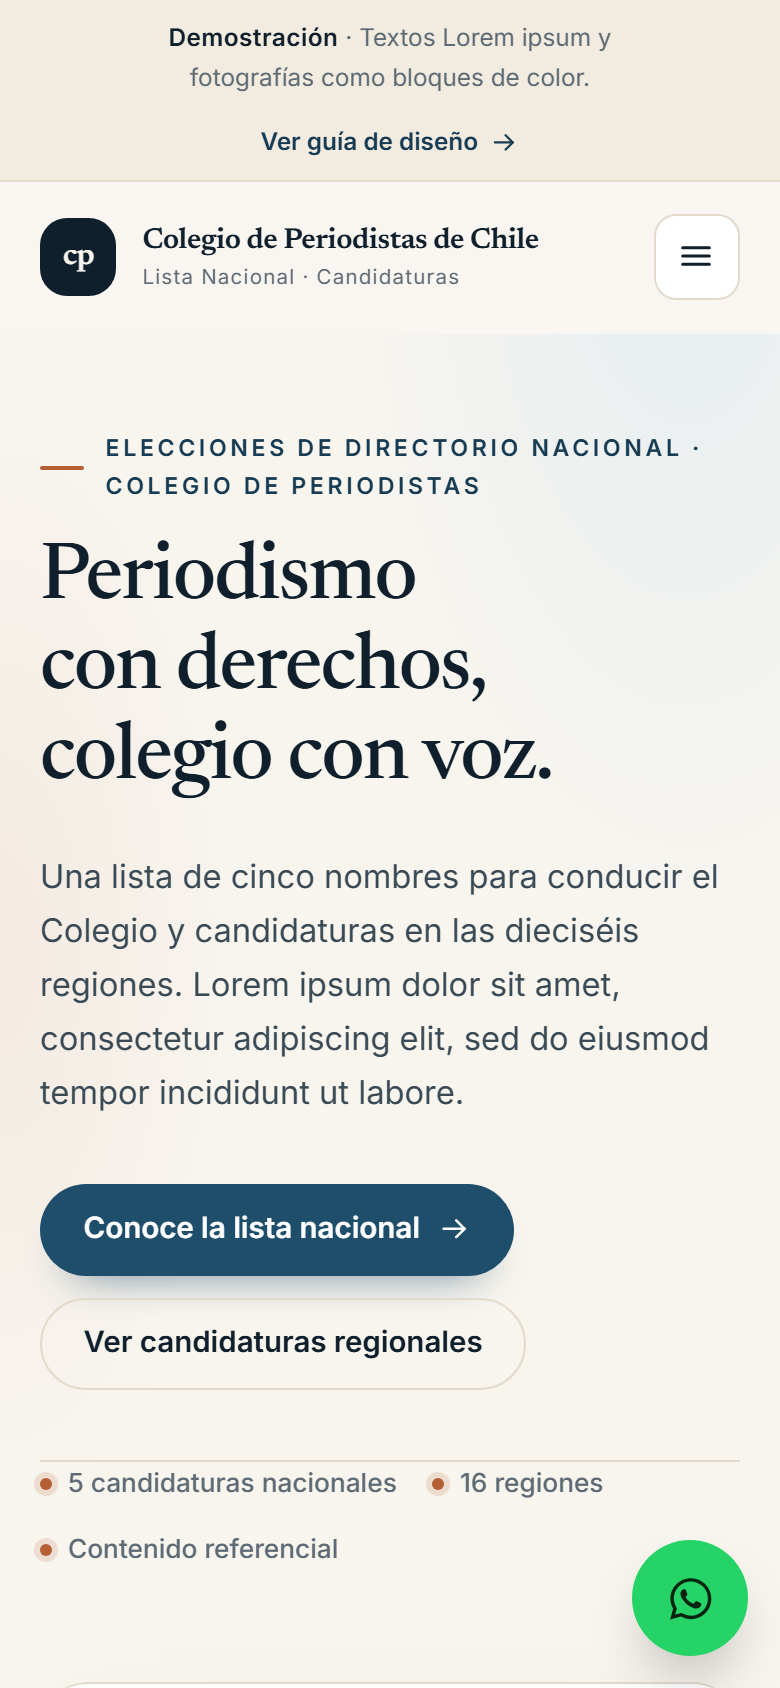 Demostración · Textos Lorem ipsum y
fotografías como bloques de color.
Ver guía de diseño →
cp
Colegio de Periodistas de Chile
Lista Nacional · Candidaturas
ELECCIONES DE DIRECTORIO NACIONAL ·
COLEGIO DE PERIODISTAS
Periodismo
con derechos,
colegio con voz.
Una lista de cinco nombres para conducir el
Colegio y candidaturas en las dieciséis
regiones. Lorem ipsum dolor sit amet,
consectetur adipiscing elit, sed do eiusmod
tempor incididunt ut labore.
Conoce la lista nacional →
Ver candidaturas regionales
5 candidaturas nacionales
16 regiones
Contenido referencial